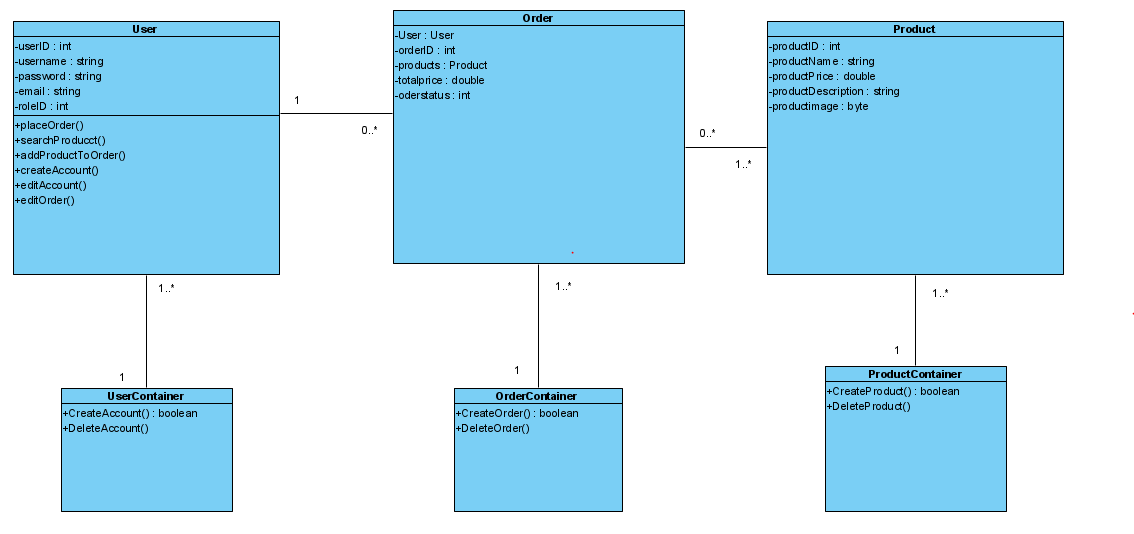 User
-userID : int
-username : string
-password : string
-email : string
-roleID : int
+placeOrder()
+searchProducct()
+addProductToOrder()
+createAccount()
+editAccount()
+editOrder()
1
0..*
Order
-User : User
-orderID : int
-products : Product
-totalprice : double
-oderstatus : int
0..*
1..*
Product
-productID : int
-productName : string
-productPrice : double
-productDescription : string
-productimage : byte
1..*
1
UserContainer
+CreateAccount() : boolean
+DeleteAccount()
1..*
1
OrderContainer
+CreateOrder() : boolean
+DeleteOrder()
1..*
1
ProductContainer
+CreateProduct() : boolean
+DeleteProduct()